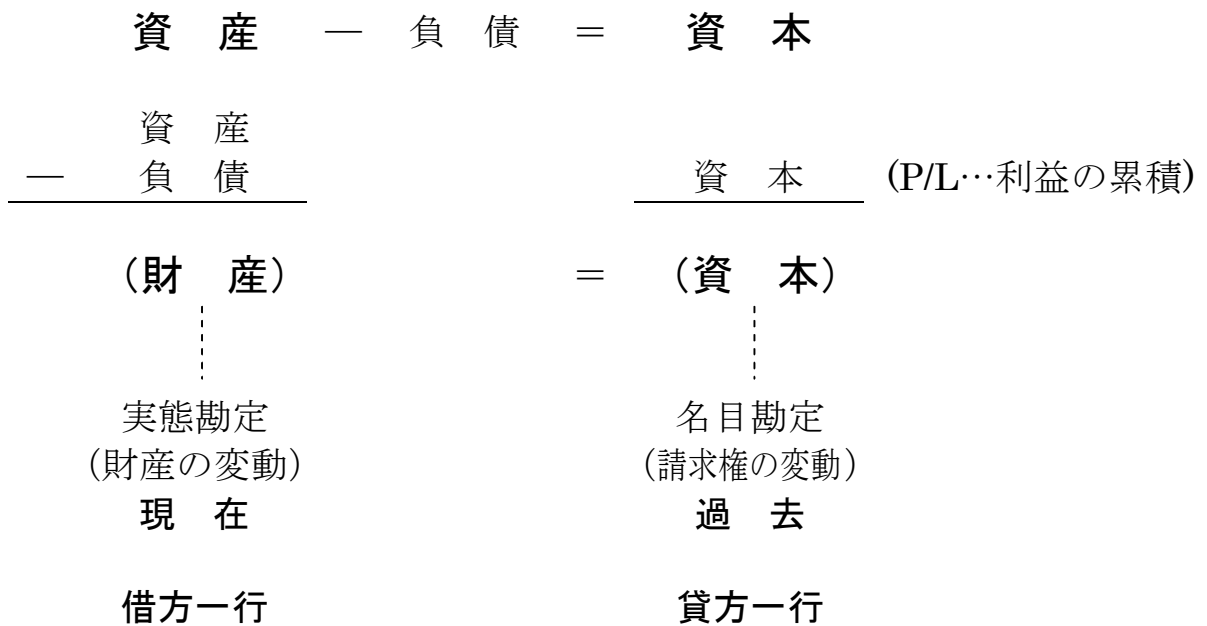 資 産 ― 負 債 ＝ 資 本
資 産
― 負 債 資 本 (P/L…利益の累積)
（財 産） ＝ （資 本）
実態勘定 名目勘定
（財産の変動） （請求権の変動）
現 在 過 去
借方一行 貸方一行